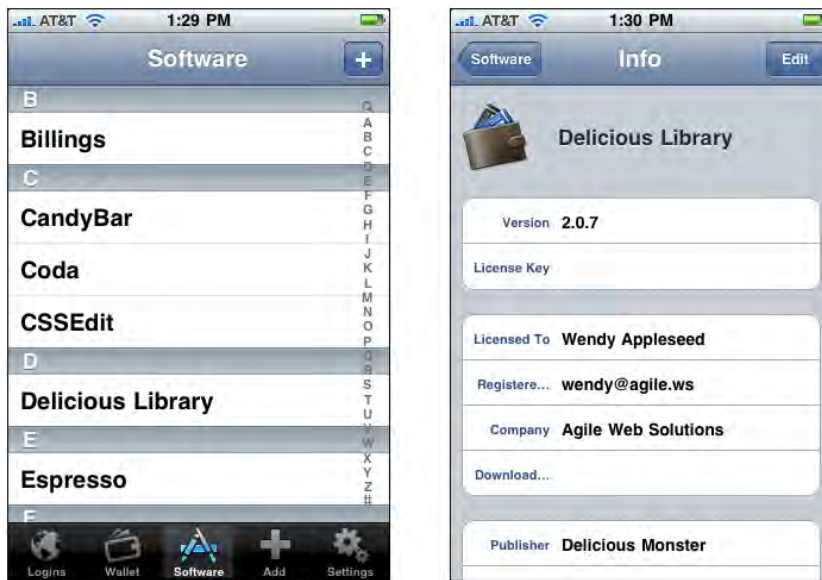 AT&T 1:29 PM
Software
+
B
Billings
C
CandyBar
Coda
CSSEdit
D
Delicious Library
E
Espresso
F
A
B
C
D
E
F
G
H
I
J
K
L
M
N
O
P
Q
R
S
T
U
V
W
X
Y
Z
#
Logins Wallet Software Add Settings
AT&T 1:30 PM
Software Info Edit
Delicious Library
Version 2.0.7
License Key
Licensed To Wendy Appleseed
Registere... wendy@agile.ws
Company Agile Web Solutions
Download...
Publisher Delicious Monster